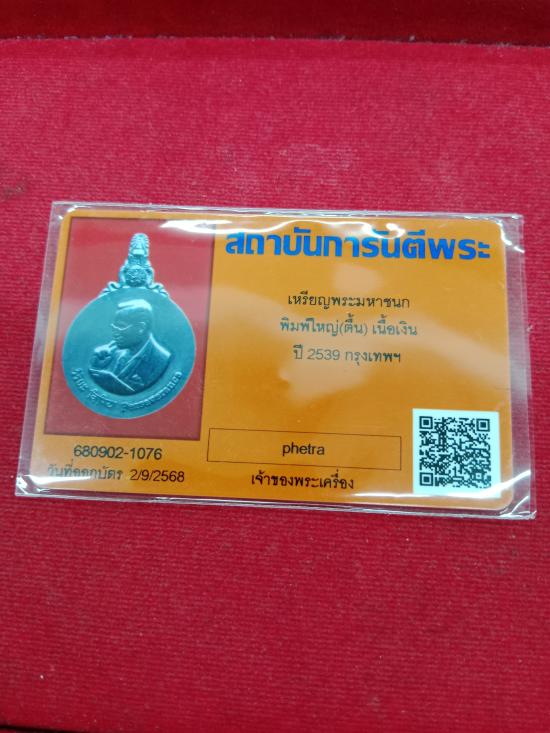 สถาบันการันตีพระ
เหรียญพระมหาชนก
พิมพ์ใหญ่(ตื้น) เนื้อเงิน
ปี 2539 กรุงเทพฯ
680902-1076
วันที่ออกบัตร 2/9/2568
phetra
เจ้าของพระเครื่อง